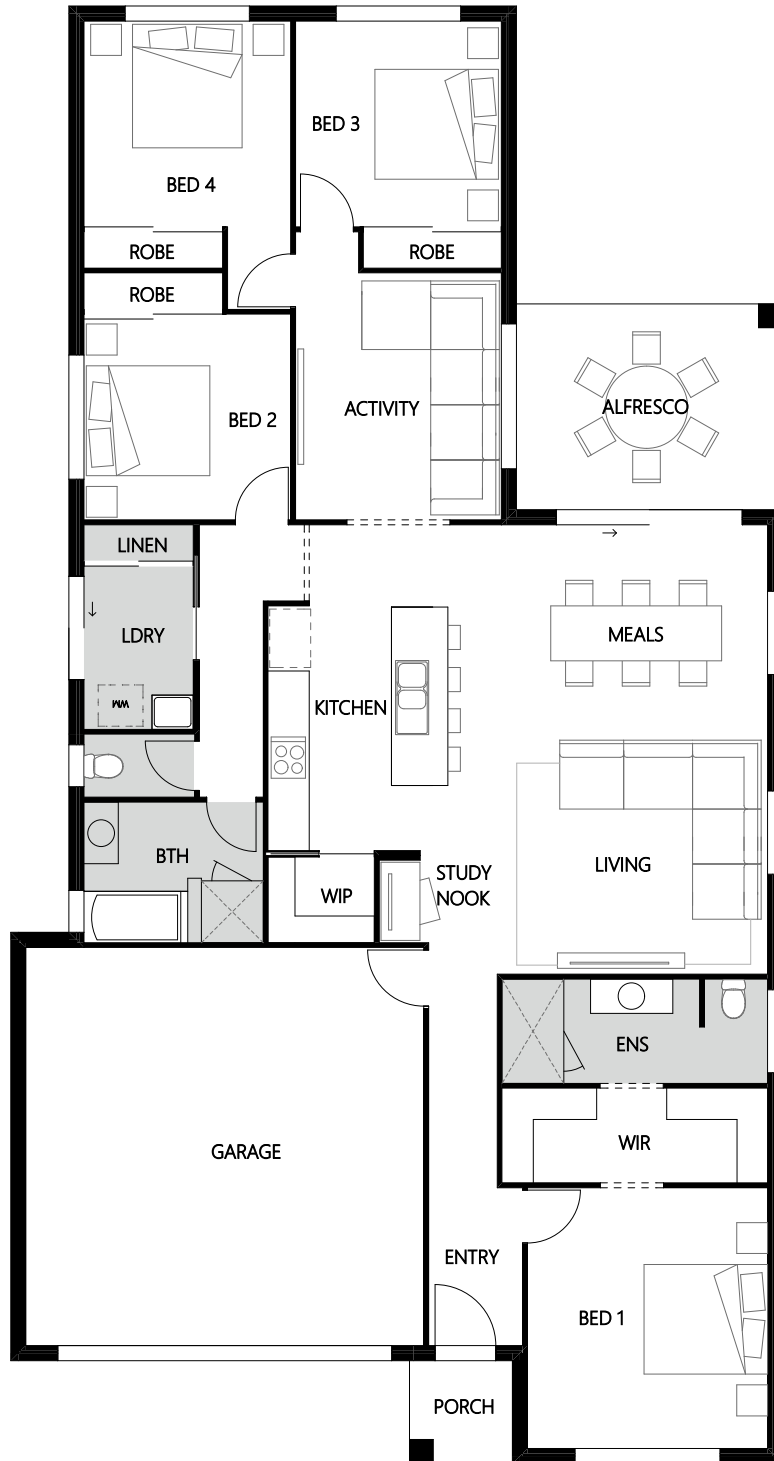 BED 3
BED 4
ROBE
ROBE
ROBE
BED 2
ACTIVITY
ALFRESCO
LINEN
LDRY
MEALS
WM
KITCHEN
BTH
LIVING
STUDY
NOOK
WIP
ENS
WIR
GARAGE
ENTRY
BED 1
PORCH